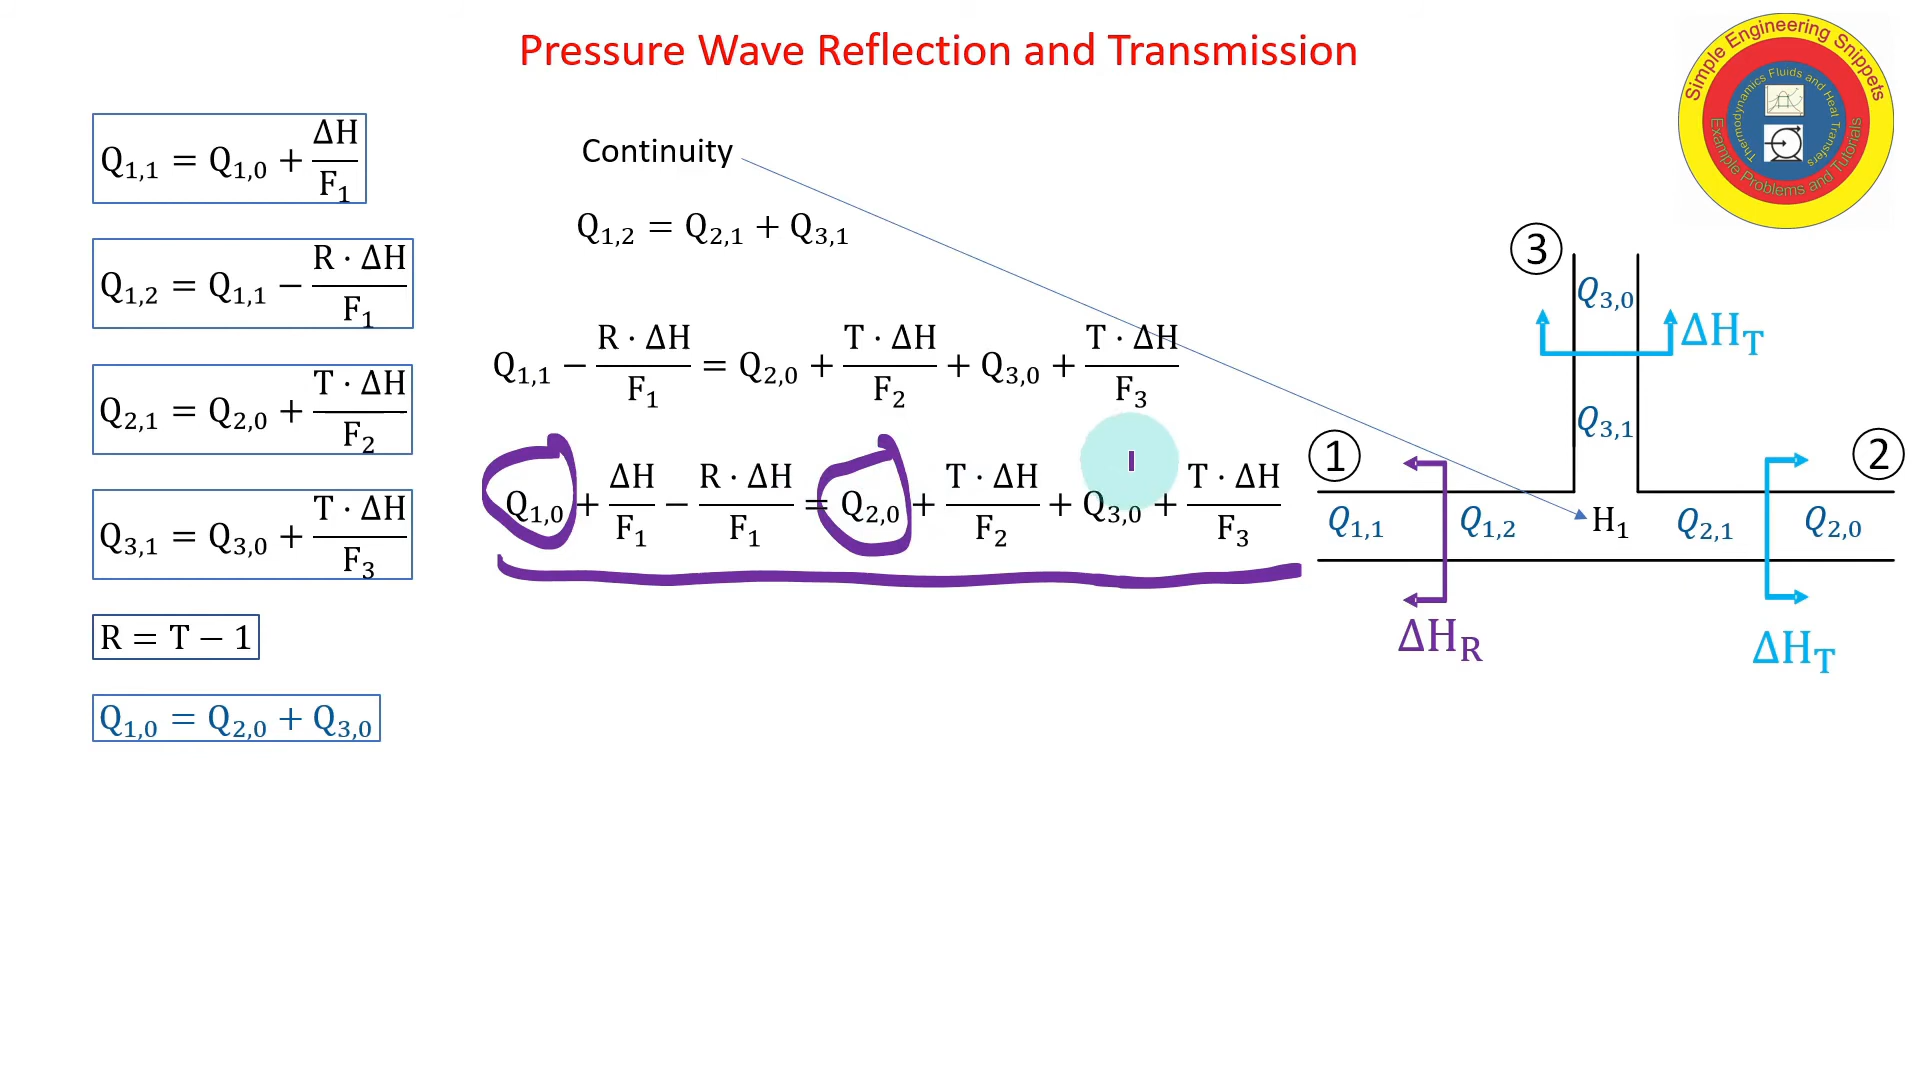 Pressure Wave Reflection and Transmission
Simple Engineering Snippets
Thermodynamics Fluids and Heat Transfers
Example Problems and Tutorials
Q₁,₁ = Q₁,₀ + ΔH/F₁
Q₁,₂ = Q₁,₁ − R · ΔH/F₁
Q₂,₁ = Q₂,₀ + T · ΔH/F₂
Q₃,₁ = Q₃,₀ + T · ΔH/F₃
R = T − 1
Q₁,₀ = Q₂,₀ + Q₃,₀
Continuity
Q₁,₂ = Q₂,₁ + Q₃,₁
Q₁,₁ − R · ΔH/F₁ = Q₂,₀ + T · ΔH/F₂ + Q₃,₀ + T · ΔH/F₃
Q₁,₀ + ΔH/F₁ − R · ΔH/F₁ = Q₂,₀ + T · ΔH/F₂ + Q₃,₀ + T · ΔH/F₃
③
Q₃,₀
ΔH_T
Q₃,₁
①
②
Q₁,₁ Q₁,₂ H₁ Q₂,₁ Q₂,₀
ΔH_R
ΔH_T